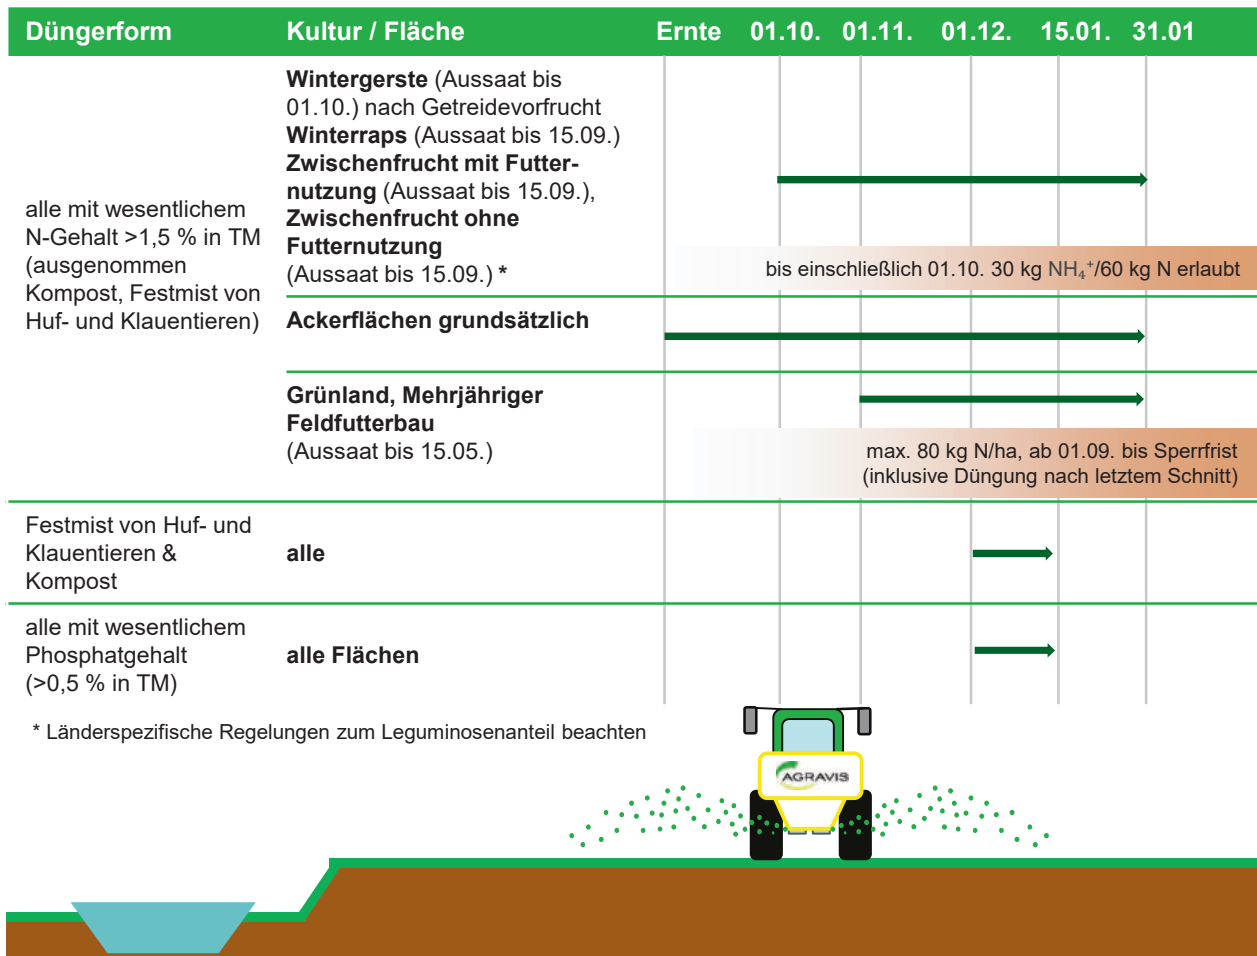 Düngerform Kultur / Fläche Ernte 01.10. 01.11. 01.12. 15.01. 31.01
alle mit wesentlichem
N-Gehalt >1,5 % in TM
(ausgenommen
Kompost, Festmist von
Huf- und Klauentieren)
Wintergerste (Aussaat bis
01.10.) nach Getreidevorfrucht
Winterraps (Aussaat bis 15.09.)
Zwischenfrucht mit Futter-
nutzung (Aussaat bis 15.09.),
Zwischenfrucht ohne
Futternutzung
(Aussaat bis 15.09.) *
bis einschließlich 01.10. 30 kg NH₄⁺/60 kg N erlaubt
Ackerflächen grundsätzlich
Grünland, Mehrjähriger
Feldfutterbau
(Aussaat bis 15.05.)
max. 80 kg N/ha, ab 01.09. bis Sperrfrist
(inklusive Düngung nach letztem Schnitt)
Festmist von Huf- und
Klauentieren &
Kompost
alle
alle mit wesentlichem
Phosphatgehalt
(>0,5 % in TM)
alle Flächen
* Länderspezifische Regelungen zum Leguminosenanteil beachten
AGRAVIS